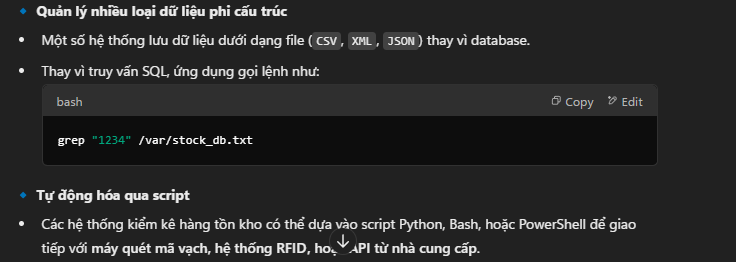 Quản lý nhiều loại dữ liệu phi cấu trúc
Một số hệ thống lưu dữ liệu dưới dạng file (CSV, XML, JSON) thay vì database.
Thay vì truy vấn SQL, ứng dụng gọi lệnh như:
bash Copy Edit
grep "1234" /var/stock_db.txt
Tự động hóa qua script
Các hệ thống kiểm kê hàng tồn kho có thể dựa vào script Python, Bash, hoặc PowerShell để giao
tiếp với máy quét mã vạch, hệ thống RFID, API từ nhà cung cấp.